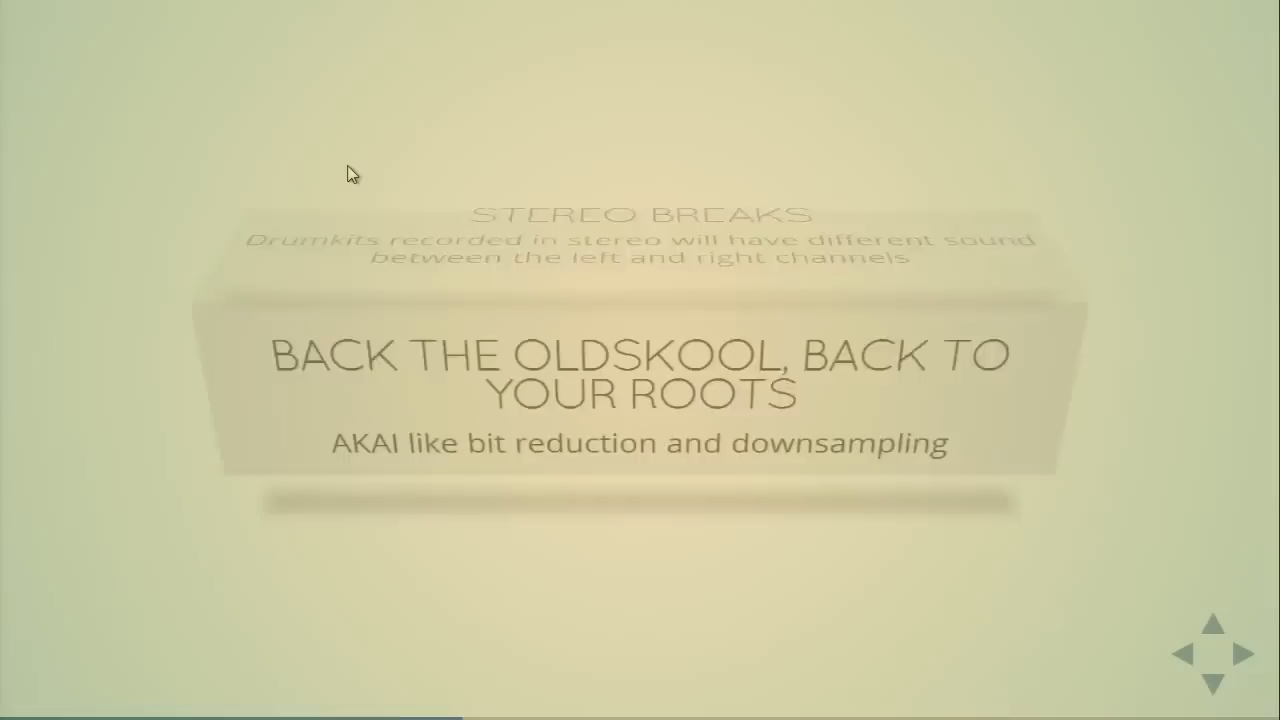 STEREO BREAKS
Drumkits recorded in stereo will have different sound
between the left and right channels
BACK THE OLDSKOOL, BACK TO
YOUR ROOTS
AKAI like bit reduction and downsampling